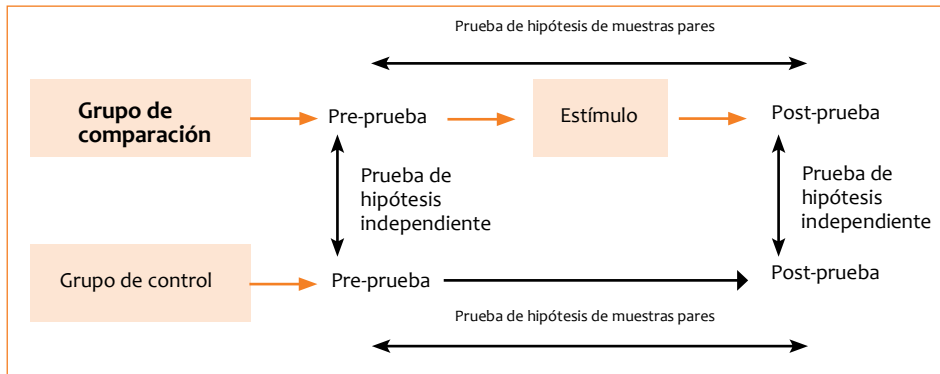 Prueba de hipótesis de muestras pares
Grupo de
comparación
Pre-prueba
Estímulo
Post-prueba
Prueba de
hipótesis
independiente
Prueba de
hipótesis
independiente
Grupo de control
Pre-prueba
Post-prueba
Prueba de hipótesis de muestras pares